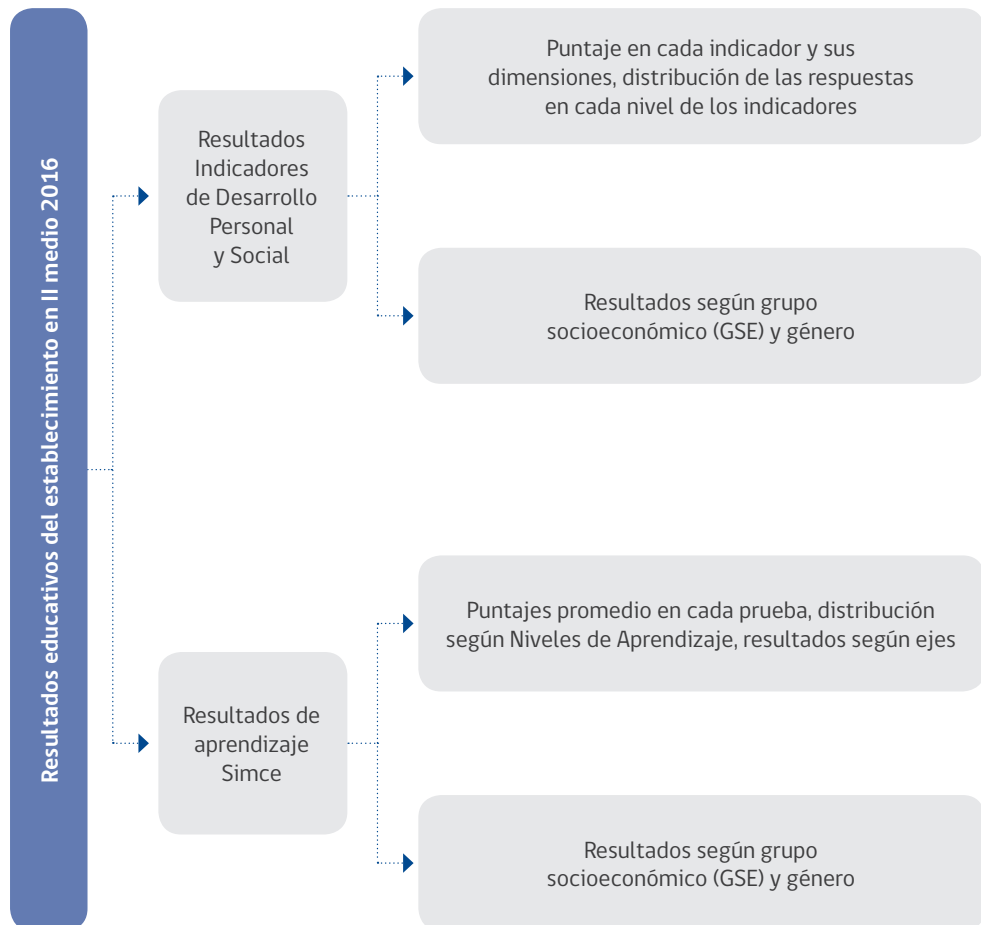 Resultados educativos del establecimiento en II medio 2016
Resultados
Indicadores
de Desarrollo
Personal
y Social
Puntaje en cada indicador y sus
dimensiones, distribución de las respuestas
en cada nivel de los indicadores
Resultados según grupo
socioeconómico (GSE) y género
Resultados de
aprendizaje
Simce
Puntajes promedio en cada prueba, distribución
según Niveles de Aprendizaje, resultados según ejes
Resultados según grupo
socioeconómico (GSE) y género